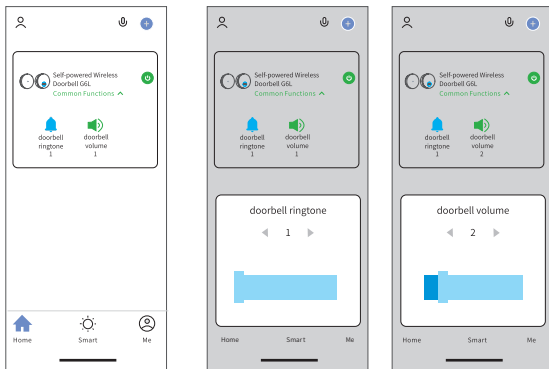 Self-powered Wireless
Doorbell G6L
Common Functions
doorbell
ringtone
1
doorbell
volume
1
Home
Smart
Me
Self-powered Wireless
Doorbell G6L
Common Functions
doorbell
ringtone
1
doorbell
volume
1
doorbell ringtone
1
Home
Smart
Me
Self-powered Wireless
Doorbell G6L
Common Functions
doorbell
ringtone
1
doorbell
volume
2
doorbell volume
2
Home
Smart
Me